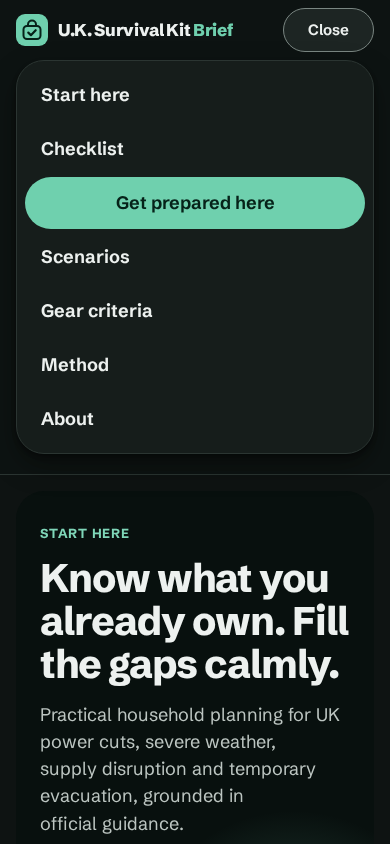 U.K. Survival Kit Brief
Close
Start here
Checklist
Get prepared here
Scenarios
Gear criteria
Method
About
START HERE
Know what you
already own. Fill
the gaps calmly.
Practical household planning for UK
power cuts, severe weather,
supply disruption and temporary
evacuation, grounded in
official guidance.